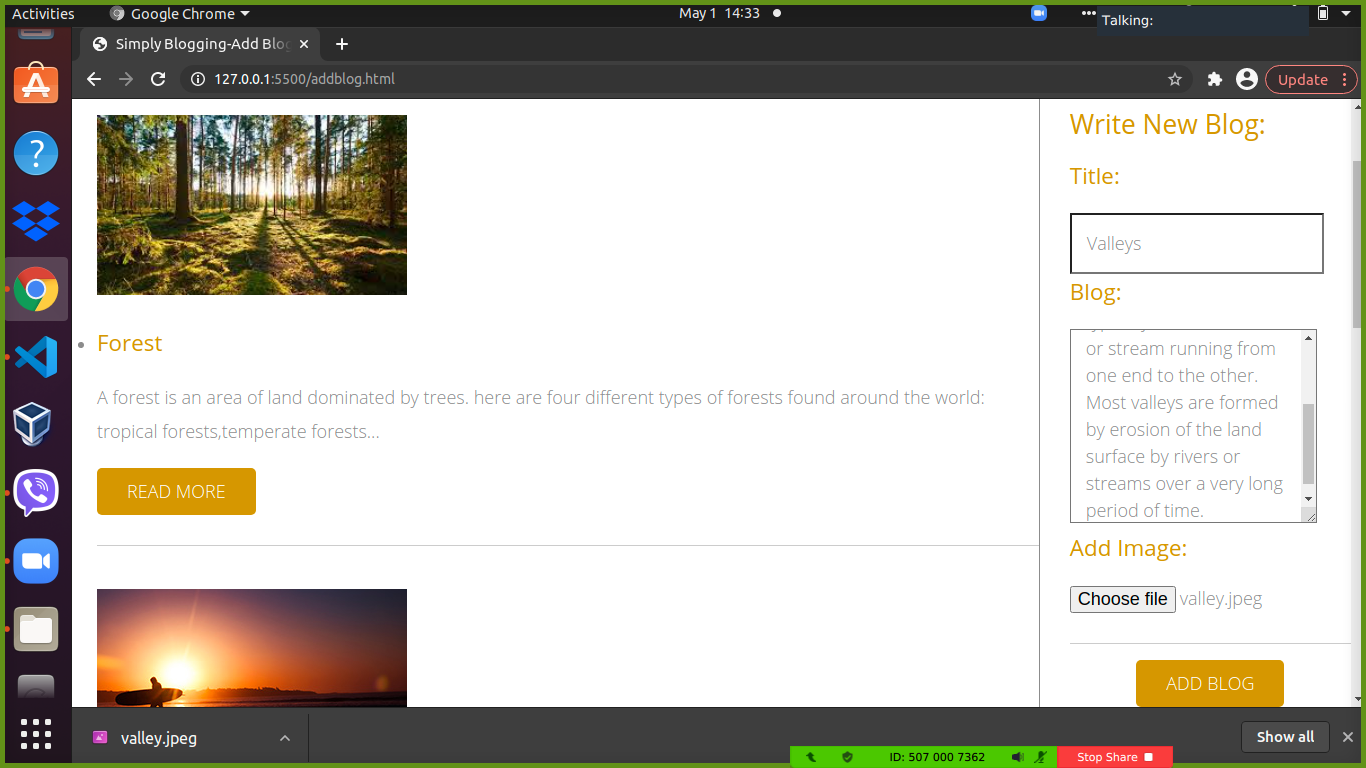 Activities
Google Chrome
May 1 14:33
Talking:
Simply Blogging-Add Blog
127.0.0.1:5500/addblog.html
Update
Forest
A forest is an area of land dominated by trees. here are four different types of forests found around the world:
tropical forests,temperate forests...
READ MORE
Write New Blog:
Title:
Valleys
Blog:
or stream running from
one end to the other.
Most valleys are formed
by erosion of the land
surface by rivers or
streams over a very long
period of time.
Add Image:
Choose file valley.jpeg
ADD BLOG
valley.jpeg
Show all
ID: 507 000 7362
Stop Share